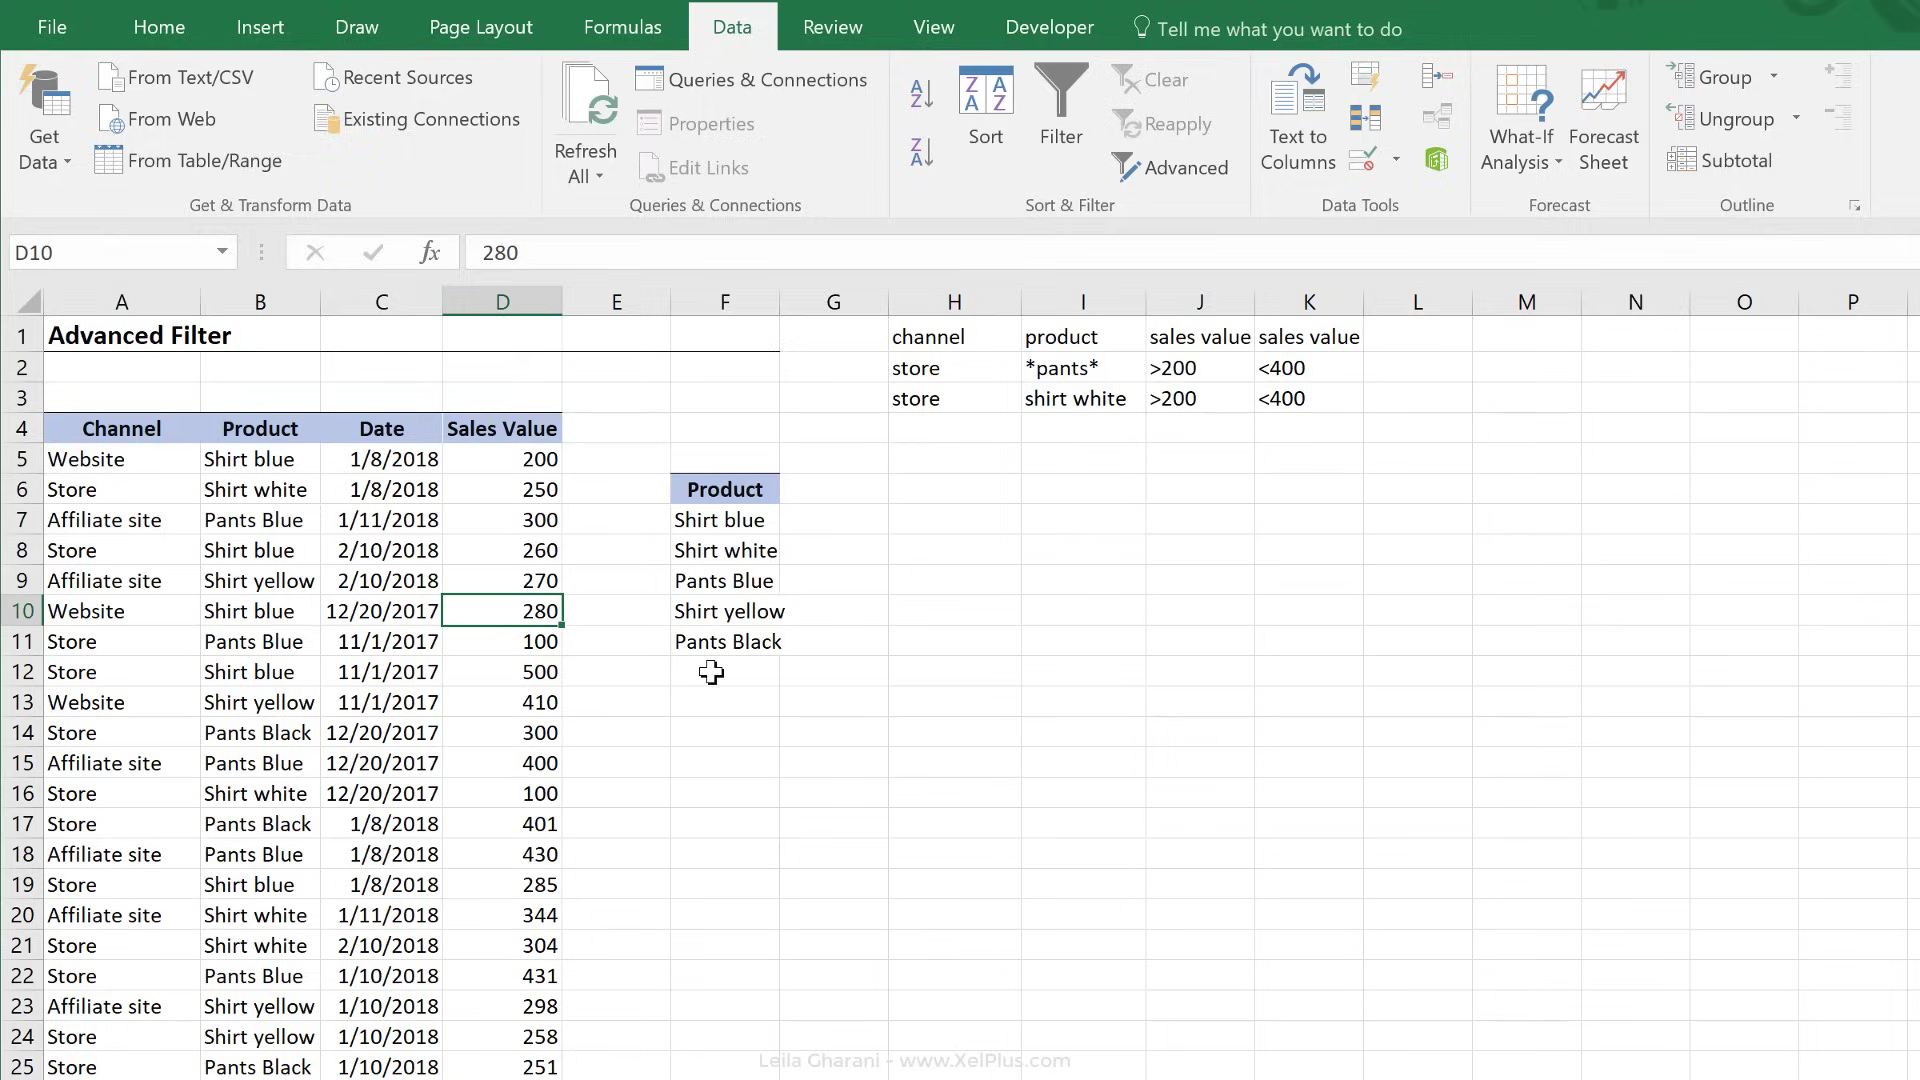 File Home Insert Draw Page Layout Formulas Data Review View Developer Tell me what you want to do
Get Data
From Text/CSV
From Web
From Table/Range
Recent Sources
Existing Connections
Get & Transform Data
Refresh All
Queries & Connections
Properties
Edit Links
Queries & Connections
Sort
Filter
Clear
Reapply
Advanced
Sort & Filter
Text to Columns
Data Tools
What-If Analysis
Forecast Sheet
Forecast
Group
Ungroup
Subtotal
Outline
D10 fx 280
A B C D E F G H I J K L M N O P
1 Advanced Filter channel product sales value sales value
2 store *pants* >200 <400
3 store shirt white >200 <400
4 Channel Product Date Sales Value
5 Website Shirt blue 1/8/2018 200
6 Store Shirt white 1/8/2018 250 Product
7 Affiliate site Pants Blue 1/11/2018 300 Shirt blue
8 Store Shirt blue 2/10/2018 260 Shirt white
9 Affiliate site Shirt yellow 2/10/2018 270 Pants Blue
10 Website Shirt blue 12/20/2017 280 Shirt yellow
11 Store Pants Blue 11/1/2017 100 Pants Black
12 Store Shirt blue 11/1/2017 500
13 Website Shirt yellow 11/1/2017 410
14 Store Pants Black 12/20/2017 300
15 Affiliate site Pants Blue 12/20/2017 400
16 Store Shirt white 12/20/2017 100
17 Store Pants Black 1/8/2018 401
18 Affiliate site Pants Blue 1/8/2018 430
19 Store Shirt blue 1/8/2018 285
20 Affiliate site Shirt white 1/11/2018 344
21 Store Shirt white 2/10/2018 304
22 Store Pants Blue 1/10/2018 431
23 Affiliate site Shirt yellow 1/10/2018 298
24 Store Shirt yellow 1/10/2018 258
25 Store Pants Black 1/10/2018 251
Leila Gharani - www.XelPlus.com